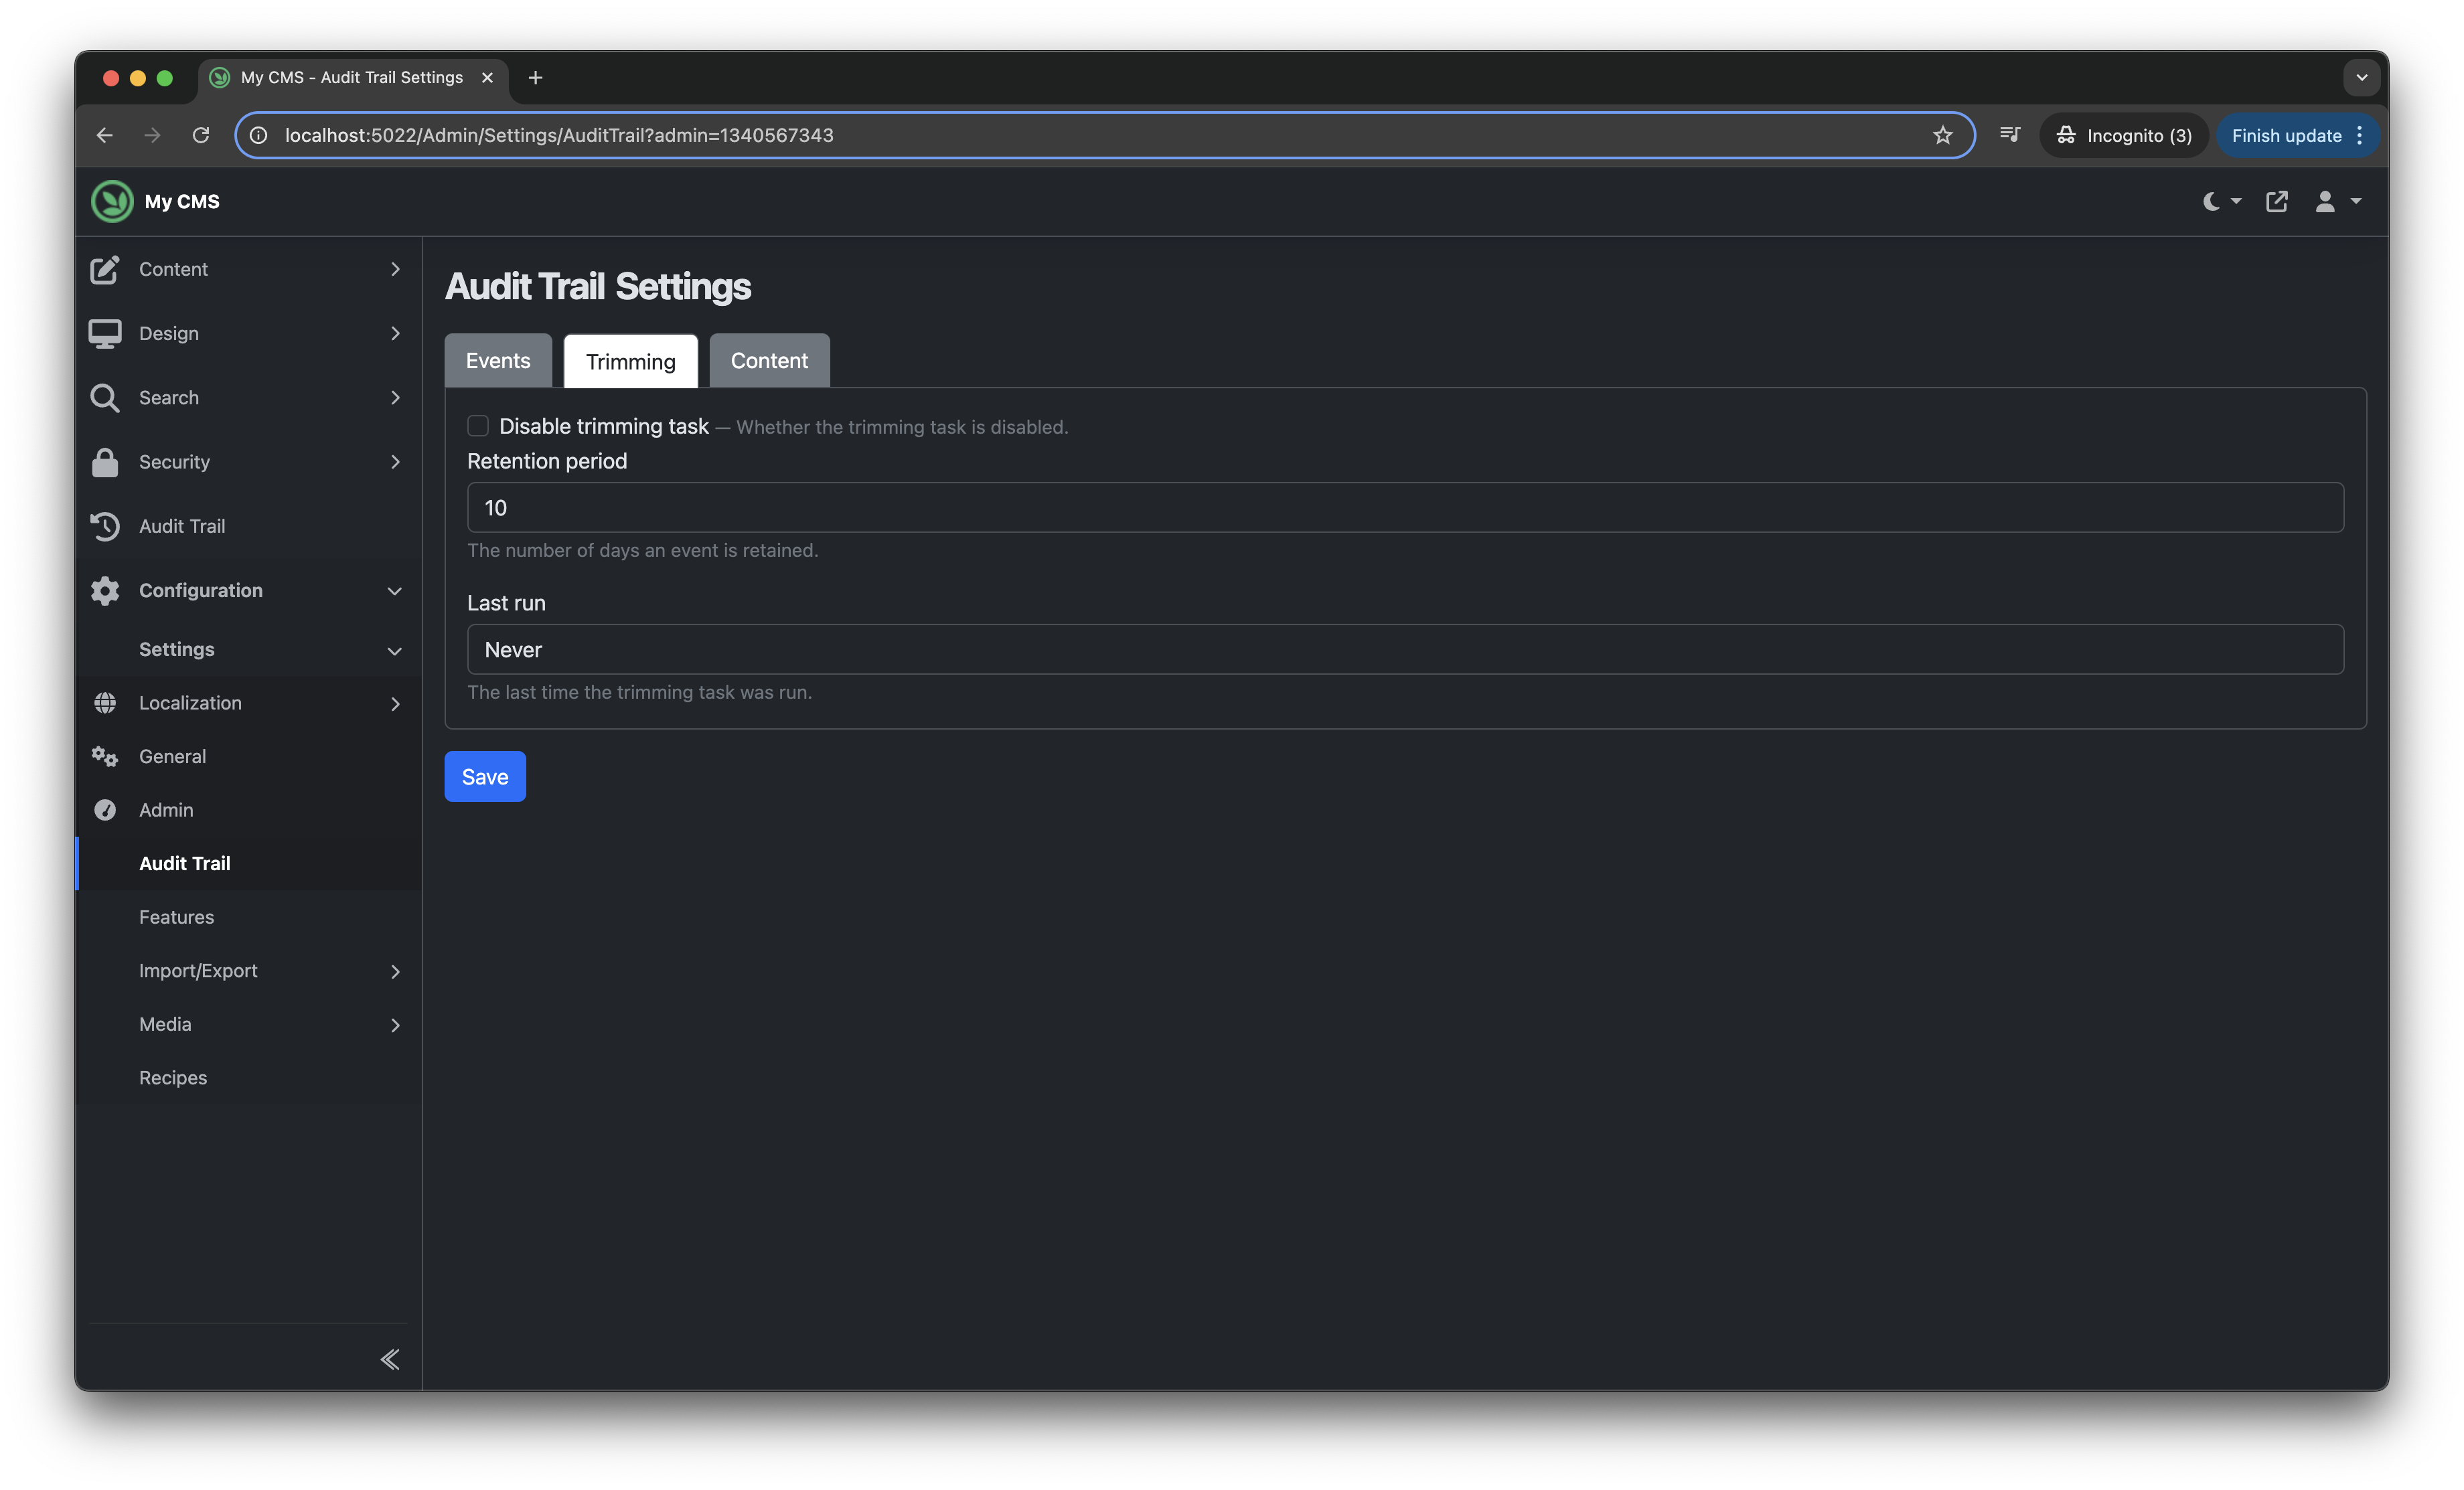 My CMS - Audit Trail Settings
localhost:5022/Admin/Settings/AuditTrail?admin=1340567343
Incognito (3)
Finish update
My CMS
Content
Design
Search
Security
Audit Trail
Configuration
Settings
Localization
General
Admin
Audit Trail
Features
Import/Export
Media
Recipes
Audit Trail Settings
Events
Trimming
Content
Disable trimming task — Whether the trimming task is disabled.
Retention period
10
The number of days an event is retained.
Last run
Never
The last time the trimming task was run.
Save